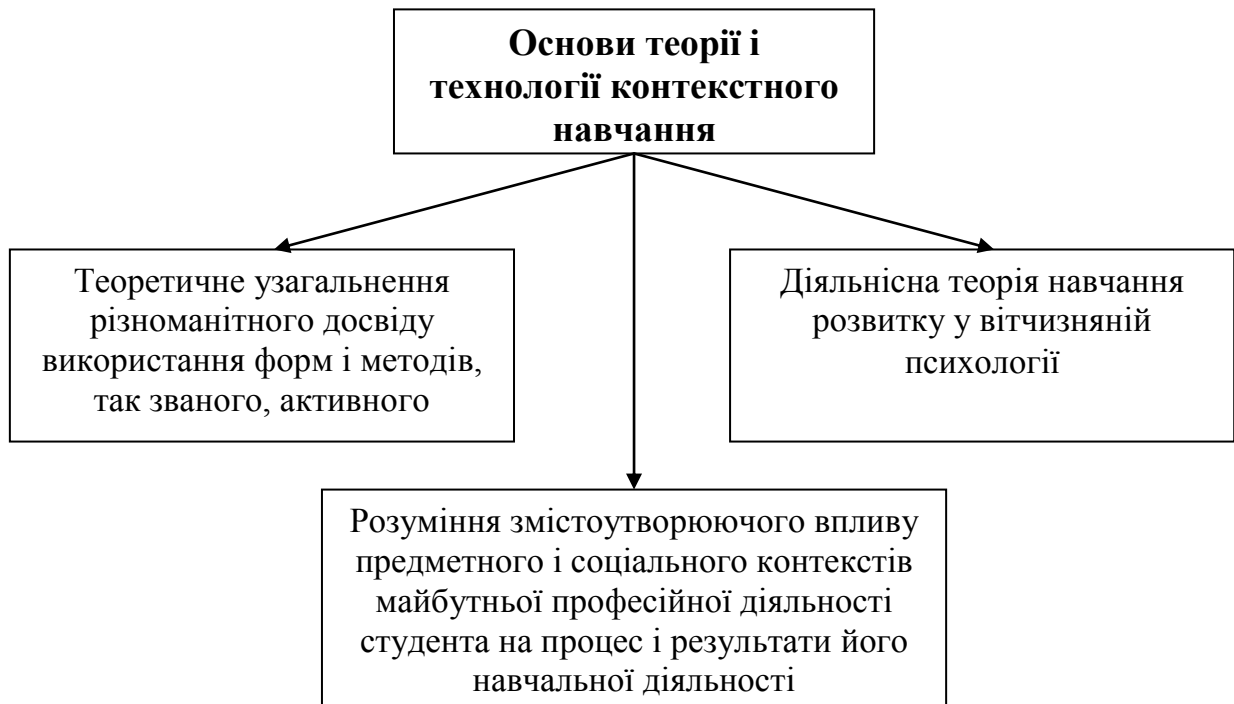 Основи теорії і
технології контекстного
навчання
Теоретичне узагальнення
різноманітного досвіду
використання форм і методів,
так званого, активного
Діяльнісна теорія навчання
розвитку у вітчизняній
психології
Розуміння змістоутворюючого впливу
предметного і соціального контекстів
майбутньої професійної діяльності
студента на процес і результати його
навчальної діяльності